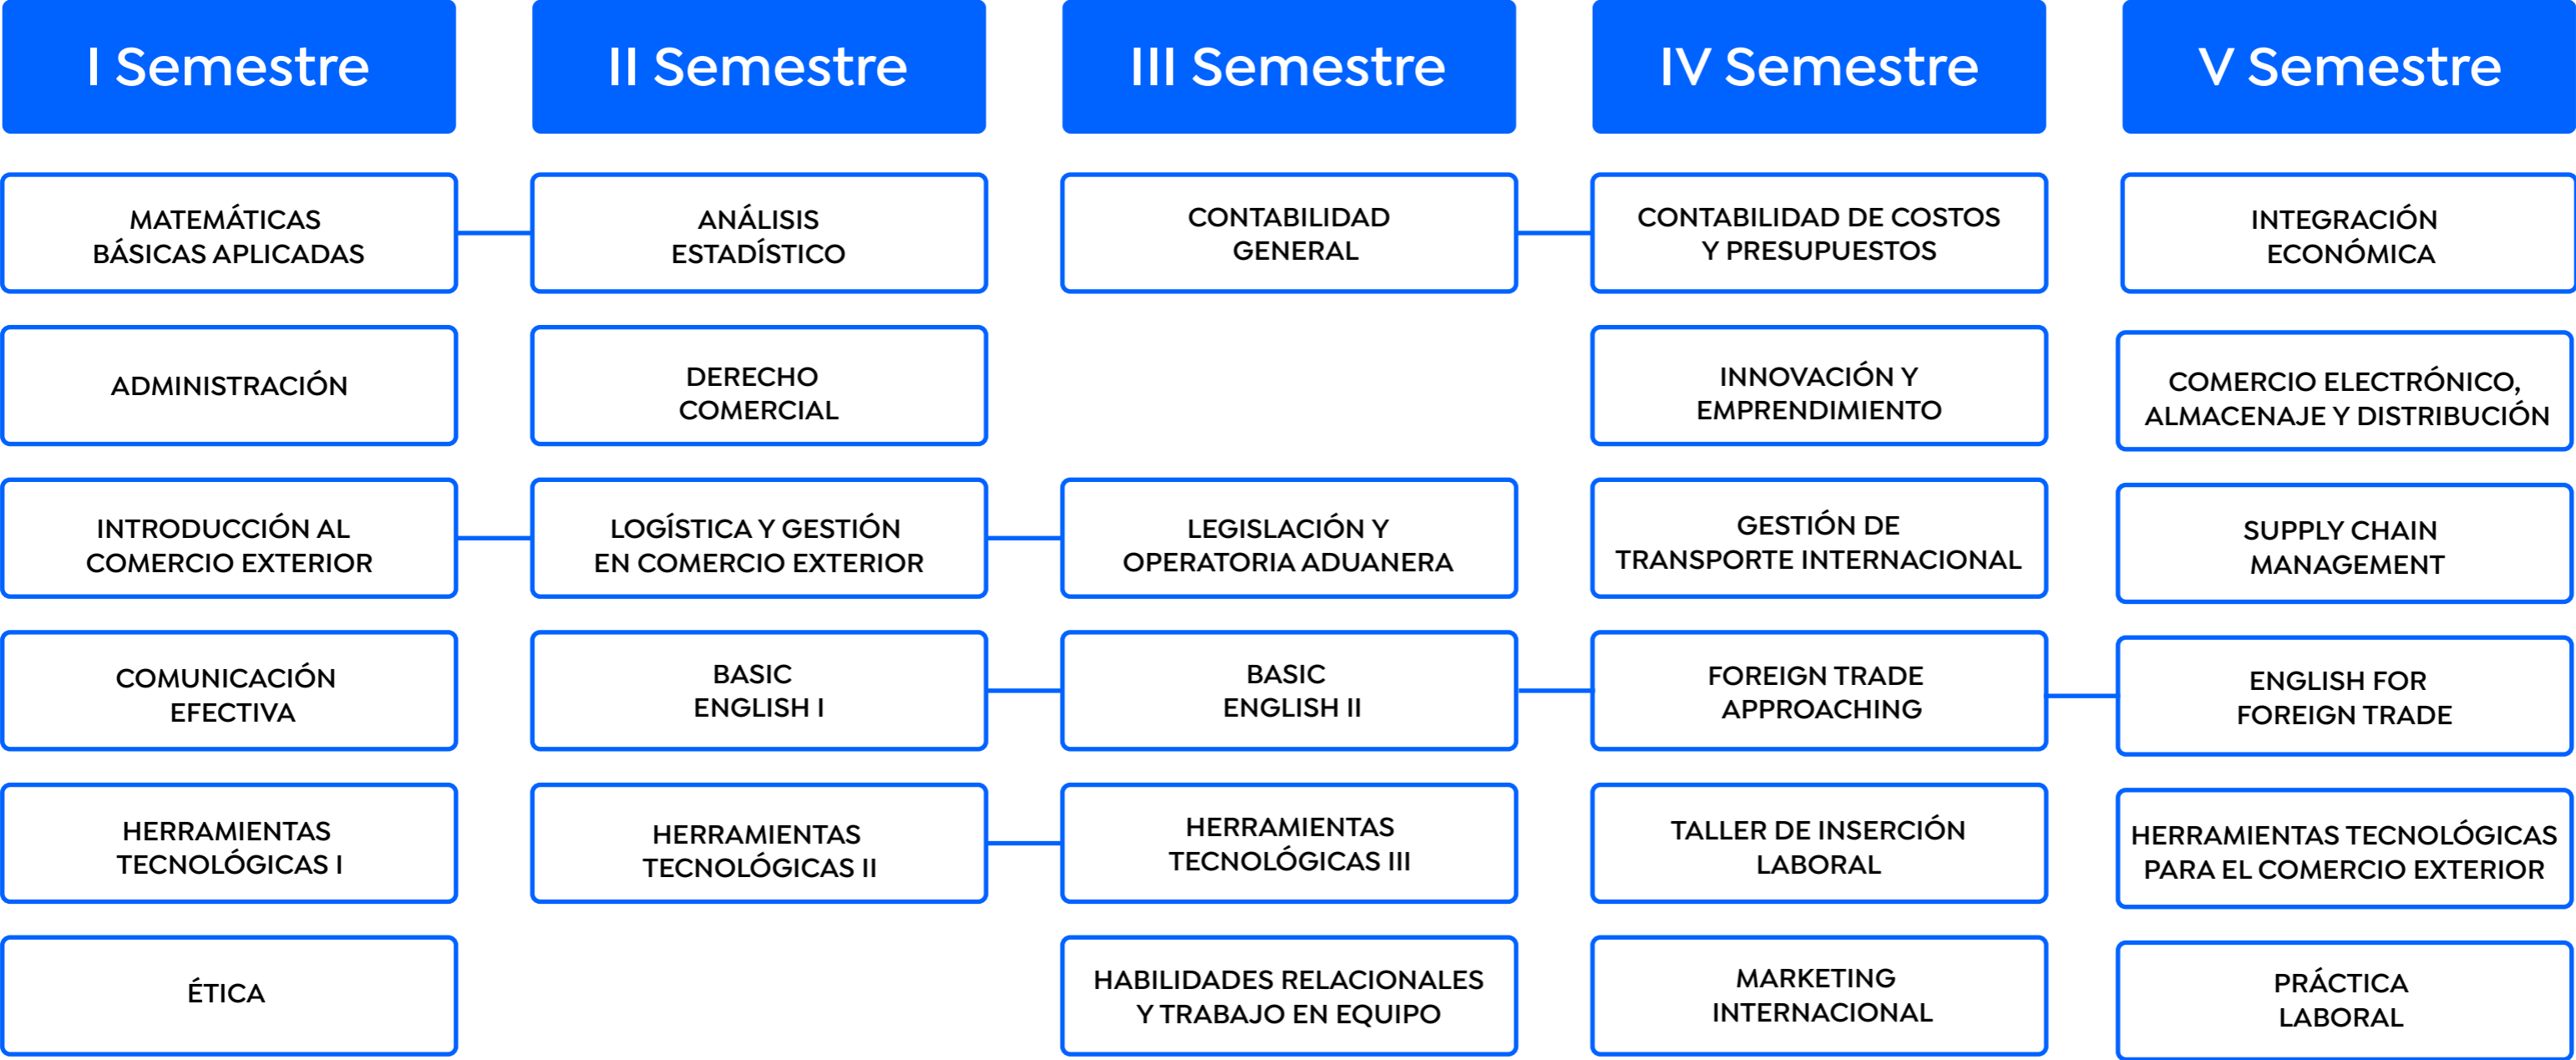 I Semestre
II Semestre
III Semestre
IV Semestre
V Semestre
MATEMÁTICAS
BÁSICAS APLICADAS
ANÁLISIS
ESTADÍSTICO
CONTABILIDAD
GENERAL
CONTABILIDAD DE COSTOS
Y PRESUPUESTOS
INTEGRACIÓN
ECONÓMICA
ADMINISTRACIÓN
DERECHO
COMERCIAL
INNOVACIÓN Y
EMPRENDIMIENTO
COMERCIO ELECTRÓNICO,
ALMACENAJE Y DISTRIBUCIÓN
INTRODUCCIÓN AL
COMERCIO EXTERIOR
LOGÍSTICA Y GESTIÓN
EN COMERCIO EXTERIOR
LEGISLACIÓN Y
OPERATORIA ADUANERA
GESTIÓN DE
TRANSPORTE INTERNACIONAL
SUPPLY CHAIN
MANAGEMENT
COMUNICACIÓN
EFECTIVA
BASIC
ENGLISH I
BASIC
ENGLISH II
FOREIGN TRADE
APPROACHING
ENGLISH FOR
FOREIGN TRADE
HERRAMIENTAS
TECNOLÓGICAS I
HERRAMIENTAS
TECNOLÓGICAS II
HERRAMIENTAS
TECNOLÓGICAS III
TALLER DE INSERCIÓN
LABORAL
HERRAMIENTAS TECNOLÓGICAS
PARA EL COMERCIO EXTERIOR
ÉTICA
HABILIDADES RELACIONALES
Y TRABAJO EN EQUIPO
MARKETING
INTERNACIONAL
PRÁCTICA
LABORAL